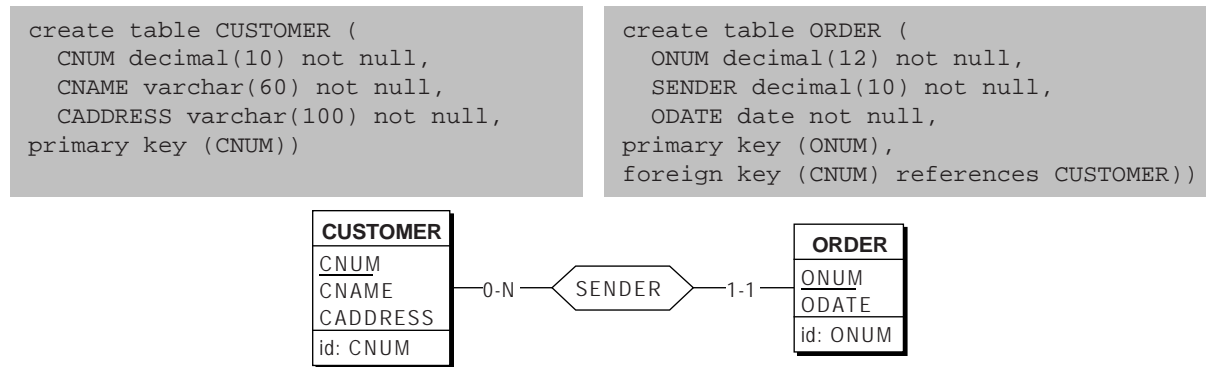 create table CUSTOMER (
CNUM decimal(10) not null,
CNAME varchar(60) not null,
CADDRESS varchar(100) not null,
primary key (CNUM))
create table ORDER (
ONUM decimal(12) not null,
SENDER decimal(10) not null,
ODATE date not null,
primary key (ONUM),
foreign key (CNUM) references CUSTOMER))
CUSTOMER
CNUM
CNAME
CADDRESS
id: CNUM
0-N
SENDER
1-1
ORDER
ONUM
ODATE
id: ONUM